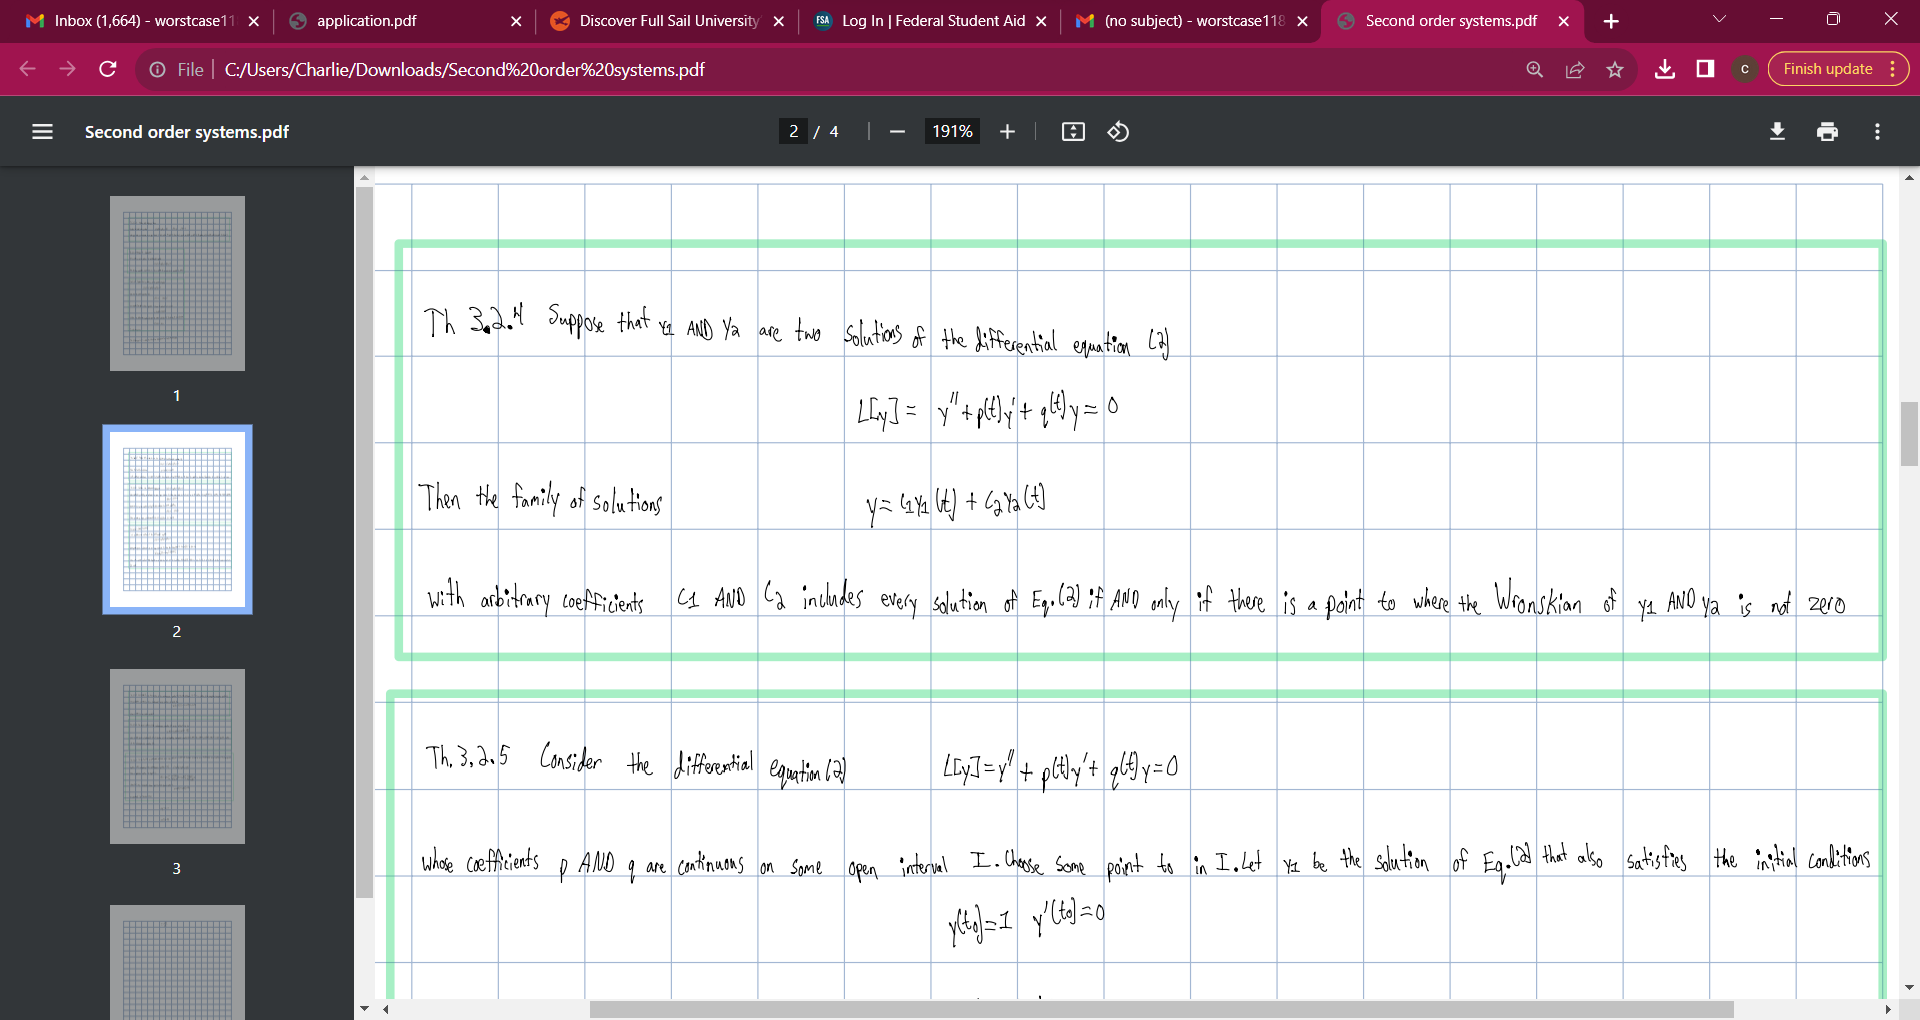 Inbox (1,664) - worstcase11
application.pdf
Discover Full Sail University
FSA Log In | Federal Student Aid
(no subject) - worstcase118
Second order systems.pdf
File | C:/Users/Charlie/Downloads/Second%20order%20systems.pdf
C
Finish update
Second order systems.pdf
2 / 4
191%
Th 3.2.4 Suppose that y1 AND y2 are two solutions of the differential equation (2)
L[y] = y'' + p(t)y' + q(t)y = 0
Then the family of solutions y = c1y1(t) + c2y2(t)
with arbitrary coefficients C1 AND C2 includes every solution of Eq.(2) if AND only if there is a point to where the Wronskian of y1 AND y2 is not zero
Th. 3.2.5 Consider the differential equation (2) L[y] = y'' + p(t)y' + q(t)y = 0
whose coefficients p AND q are continuous on some open interval I. Choose some point to in I. Let y1 be the solution of Eq.(2) that also satisfies the initial conditions
y(t0) = 1 y'(t0) = 0
1
2
3